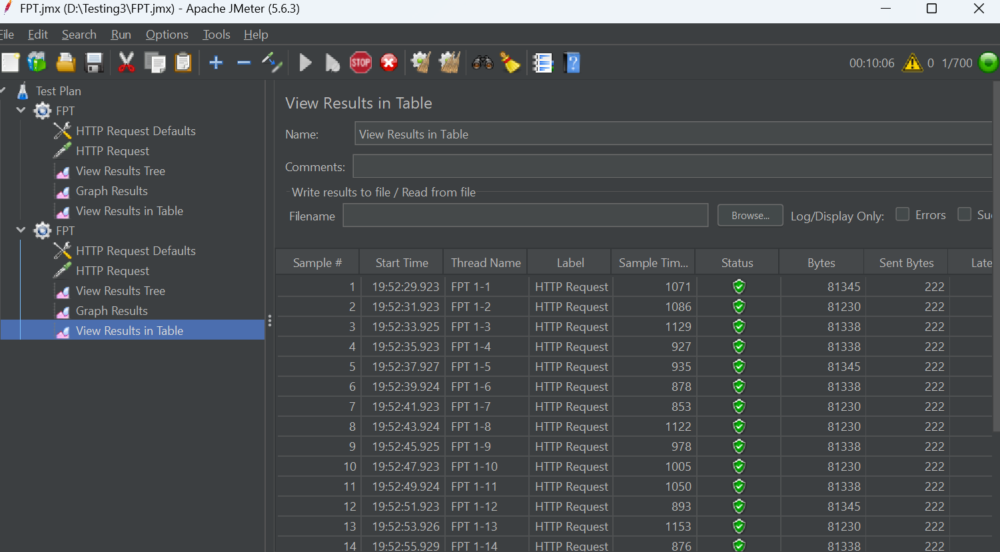 FPT.jmx (D:\Testing3\FPT.jmx) - Apache JMeter (5.6.3)
File Edit Search Run Options Tools Help
STOP ? 00:10:06 0 1/700
Test Plan
FPT
HTTP Request Defaults
HTTP Request
View Results Tree
Graph Results
View Results in Table
FPT
HTTP Request Defaults
HTTP Request
View Results Tree
Graph Results
View Results in Table
View Results in Table
Name: View Results in Table
Comments:
Write results to file / Read from file
Filename Browse... Log/Display Only: Errors Suc
Sample # Start Time Thread Name Label Sample Tim... Status Bytes Sent Bytes Late
1 19:52:29.923 FPT 1-1 HTTP Request 1071 81345 222
2 19:52:31.923 FPT 1-2 HTTP Request 1086 81230 222
3 19:52:33.925 FPT 1-3 HTTP Request 1129 81338 222
4 19:52:35.923 FPT 1-4 HTTP Request 927 81338 222
5 19:52:37.927 FPT 1-5 HTTP Request 935 81345 222
6 19:52:39.924 FPT 1-6 HTTP Request 878 81338 222
7 19:52:41.923 FPT 1-7 HTTP Request 853 81230 222
8 19:52:43.924 FPT 1-8 HTTP Request 1122 81230 222
9 19:52:45.925 FPT 1-9 HTTP Request 978 81338 222
10 19:52:47.923 FPT 1-10 HTTP Request 1005 81230 222
11 19:52:49.924 FPT 1-11 HTTP Request 1050 81338 222
12 19:52:51.923 FPT 1-12 HTTP Request 893 81345 222
13 19:52:53.926 FPT 1-13 HTTP Request 1153 81230 222
14 19:52:55.929 FPT 1-14 HTTP Request 876 81338 222